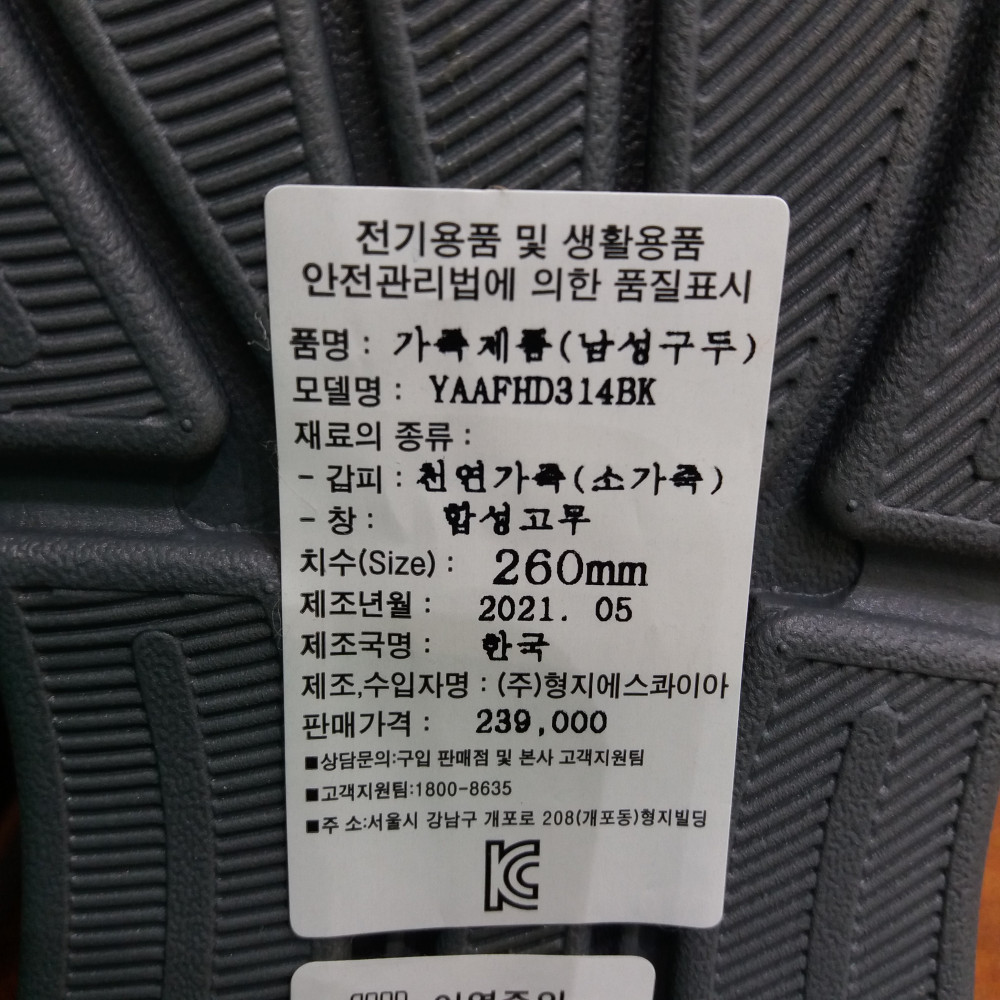 전기용품 및 생활용품
안전관리법에 의한 품질표시
품명 : 가죽제품(남성구두)
모델명 : YAAFHD314BK
재료의 종류 :
- 갑피 : 천연가죽(소가죽)
- 창 : 합성고무
치수(Size) : 260mm
제조년월 : 2021. 05
제조국명 : 한국
제조,수입자명 : (주)형지에스콰이아
판매가격 : 239,000
■상담문의:구입 판매점 및 본사 고객지원팀
■고객지원팀:1800-8635
■주 소:서울시 강남구 개포로 208(개포동)형지빌딩
KC